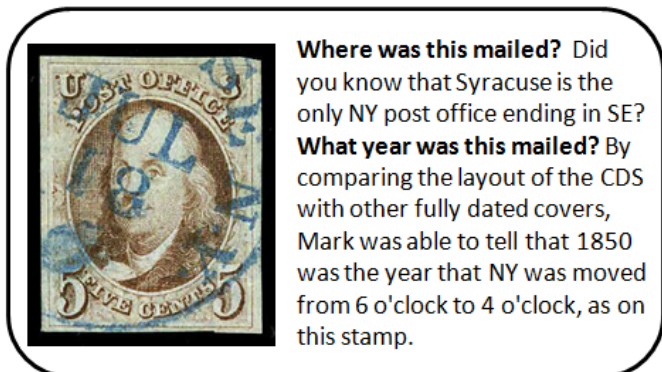 Where was this mailed? Did
you know that Syracuse is the
only NY post office ending in SE?
What year was this mailed? By
comparing the layout of the CDS
with other fully dated covers,
Mark was able to tell that 1850
was the year that NY was moved
from 6 o'clock to 4 o'clock, as on
this stamp.
POST OFFICE
JUL
8
N.Y.
5 FIVE CENTS 5